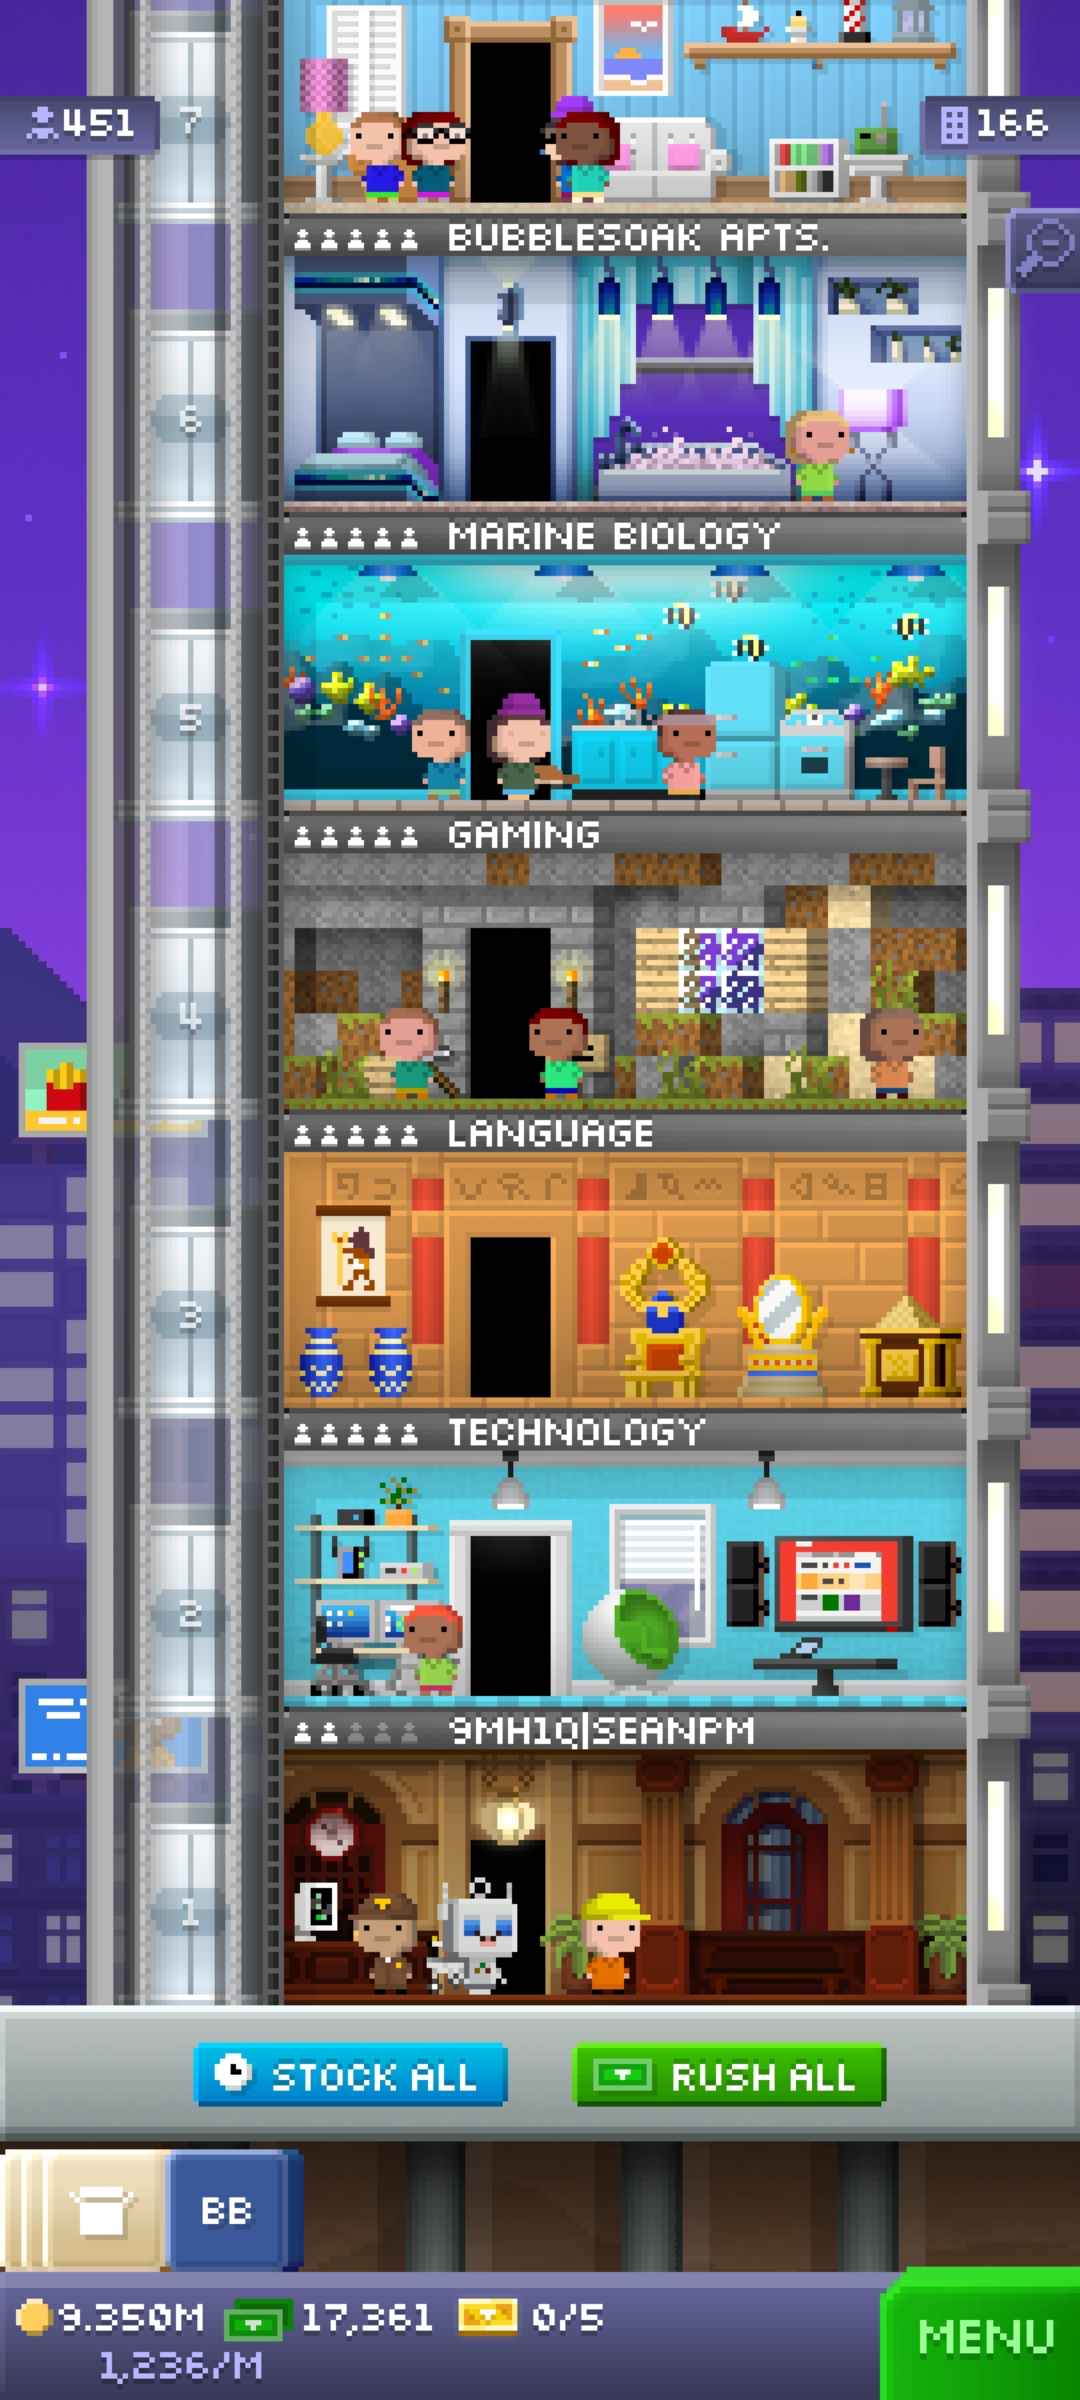 451
7
166
BUBBLESOAK APTS.
6
MARINE BIOLOGY
5
GAMING
4
LANGUAGE
3
TECHNOLOGY
2
9MH1Q|SEANPM
1
STOCK ALL
RUSH ALL
BB
9.350M
17,361
0/5
1,236/M
MENU